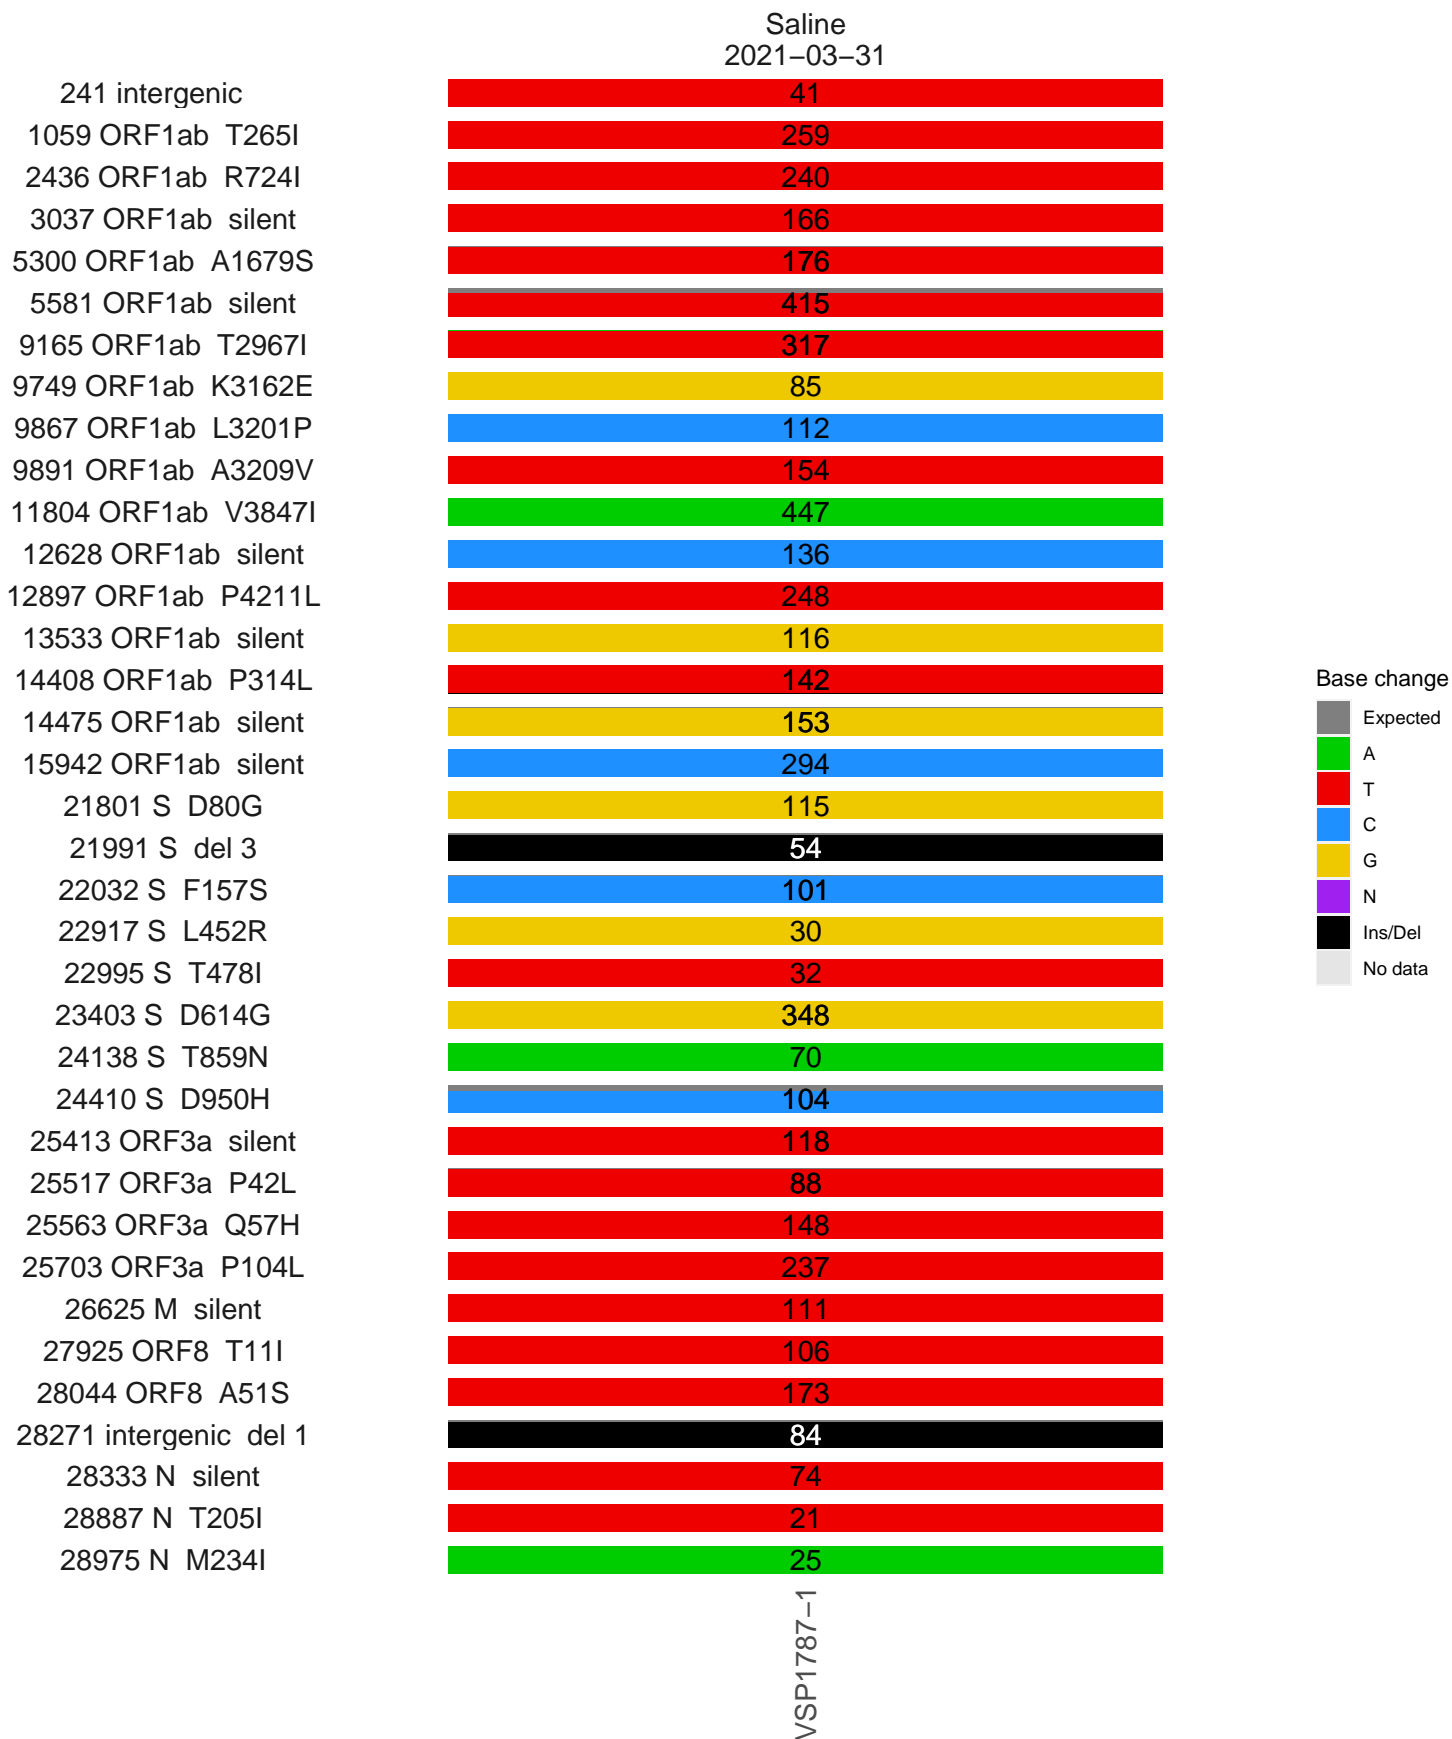 Saline
2021−03−31
241 intergenic 41
1059 ORF1ab T265I 259
2436 ORF1ab R724I 240
3037 ORF1ab silent 166
5300 ORF1ab A1679S 176
5581 ORF1ab silent 415
9165 ORF1ab T2967I 317
9749 ORF1ab K3162E 85
9867 ORF1ab L3201P 112
9891 ORF1ab A3209V 154
11804 ORF1ab V3847I 447
12628 ORF1ab silent 136
12897 ORF1ab P4211L 248
13533 ORF1ab silent 116
14408 ORF1ab P314L 142
14475 ORF1ab silent 153
15942 ORF1ab silent 294
21801 S D80G 115
21991 S del 3 54
22032 S F157S 101
22917 S L452R 30
22995 S T478I 32
23403 S D614G 348
24138 S T859N 70
24410 S D950H 104
25413 ORF3a silent 118
25517 ORF3a P42L 88
25563 ORF3a Q57H 148
25703 ORF3a P104L 237
26625 M silent 111
27925 ORF8 T11I 106
28044 ORF8 A51S 173
28271 intergenic del 1 84
28333 N silent 74
28887 N T205I 21
28975 N M234I 25
VSP1787−1
Base change
Expected
A
T
C
G
N
Ins/Del
No data